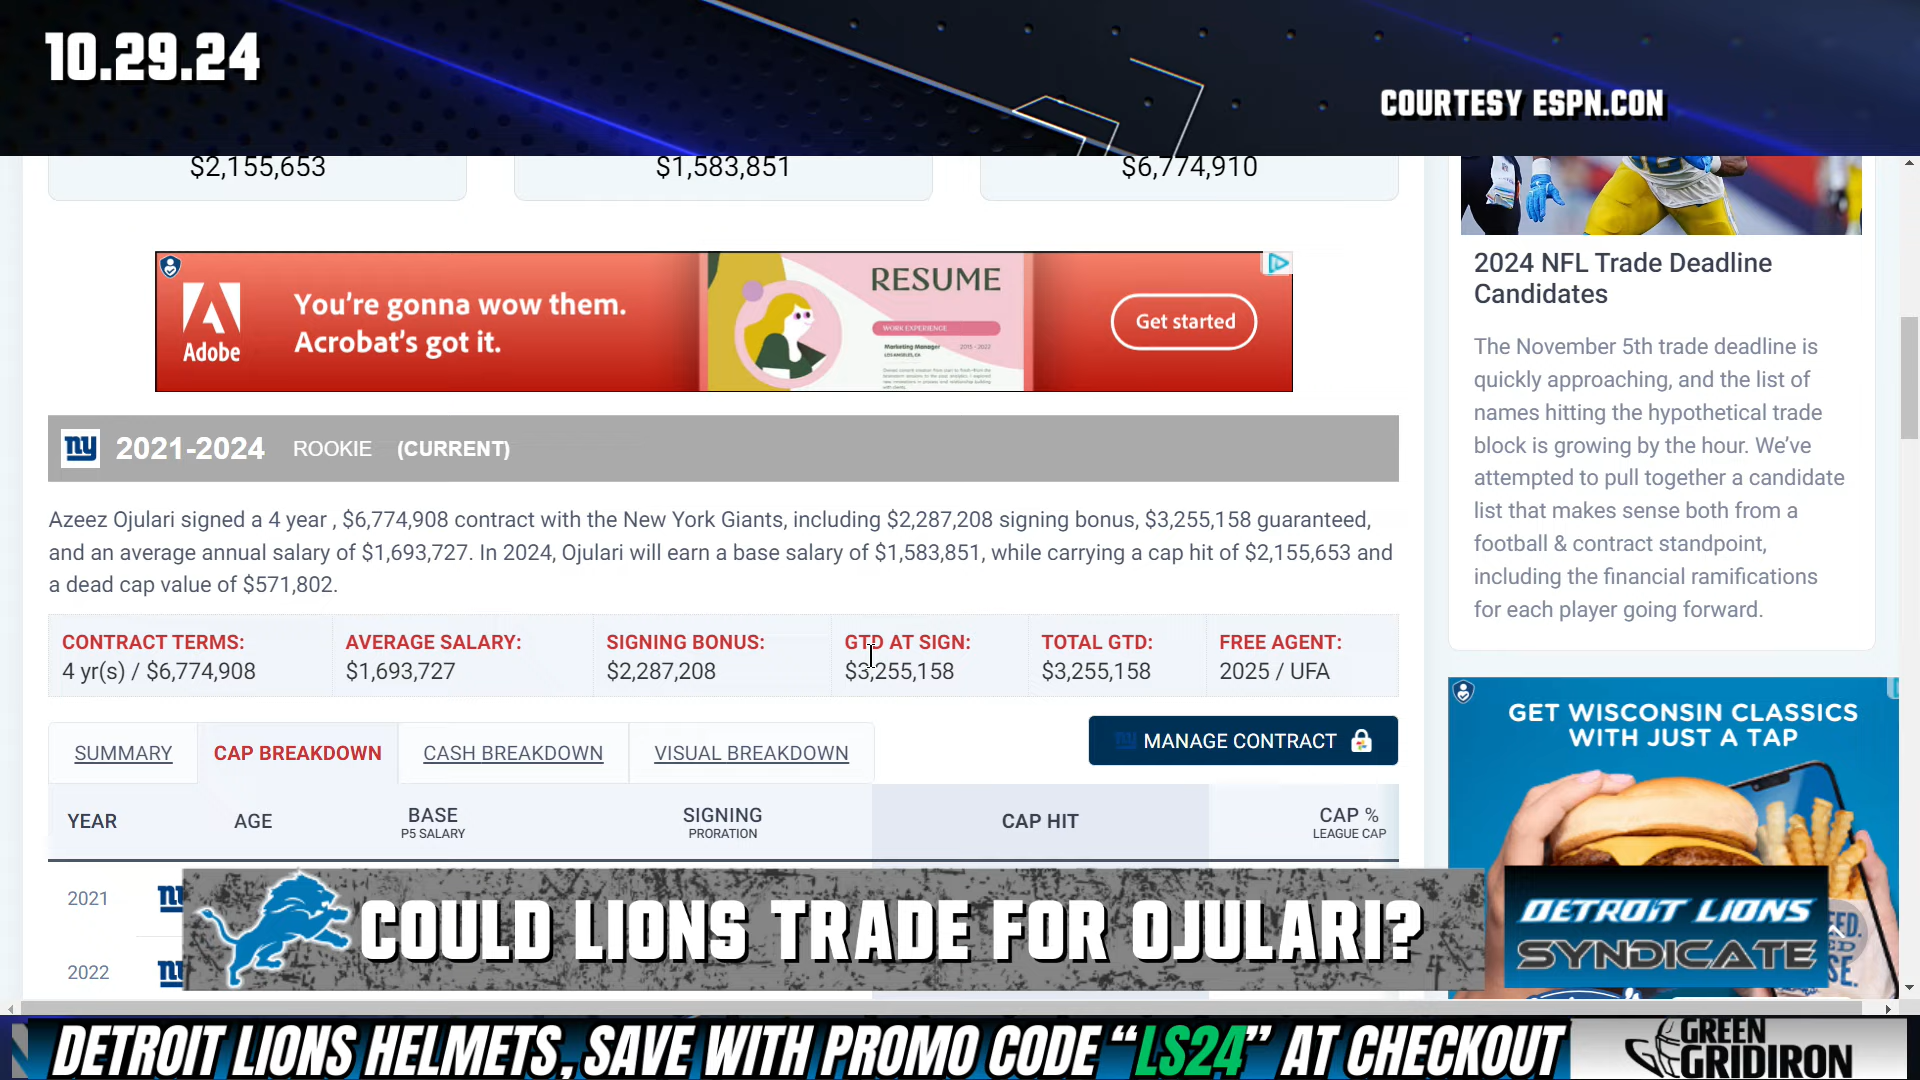 10.29.24
COURTESY ESPN.CON
$2,155,653
$1,583,851
$6,774,910
Adobe
You're gonna wow them.
Acrobat's got it.
RESUME
WORK EXPERIENCE
Marketing Manager
2015 - 2022
LOS ANGELES, CA
Get started
ny 2021-2024 ROOKIE (CURRENT)
Azeez Ojulari signed a 4 year , $6,774,908 contract with the New York Giants, including $2,287,208 signing bonus, $3,255,158 guaranteed,
and an average annual salary of $1,693,727. In 2024, Ojulari will earn a base salary of $1,583,851, while carrying a cap hit of $2,155,653 and
a dead cap value of $571,802.
CONTRACT TERMS: AVERAGE SALARY: SIGNING BONUS: GTD AT SIGN: TOTAL GTD: FREE AGENT:
4 yr(s) / $6,774,908 $1,693,727 $2,287,208 $3,255,158 $3,255,158 2025 / UFA
SUMMARY CAP BREAKDOWN CASH BREAKDOWN VISUAL BREAKDOWN
ny MANAGE CONTRACT
YEAR AGE BASE SIGNING CAP HIT CAP %
P5 SALARY PRORATION LEAGUE CAP
2021
2022
2024 NFL Trade Deadline
Candidates
The November 5th trade deadline is
quickly approaching, and the list of
names hitting the hypothetical trade
block is growing by the hour. We've
attempted to pull together a candidate
list that makes sense both from a
football & contract standpoint,
including the financial ramifications
for each player going forward.
GET WISCONSIN CLASSICS
WITH JUST A TAP
COULD LIONS TRADE FOR OJULARI?
DETROIT LIONS
SYNDICATE
DETROIT LIONS HELMETS, SAVE WITH PROMO CODE "LS24" AT CHECKOUT
GREEN
GRIDIRON